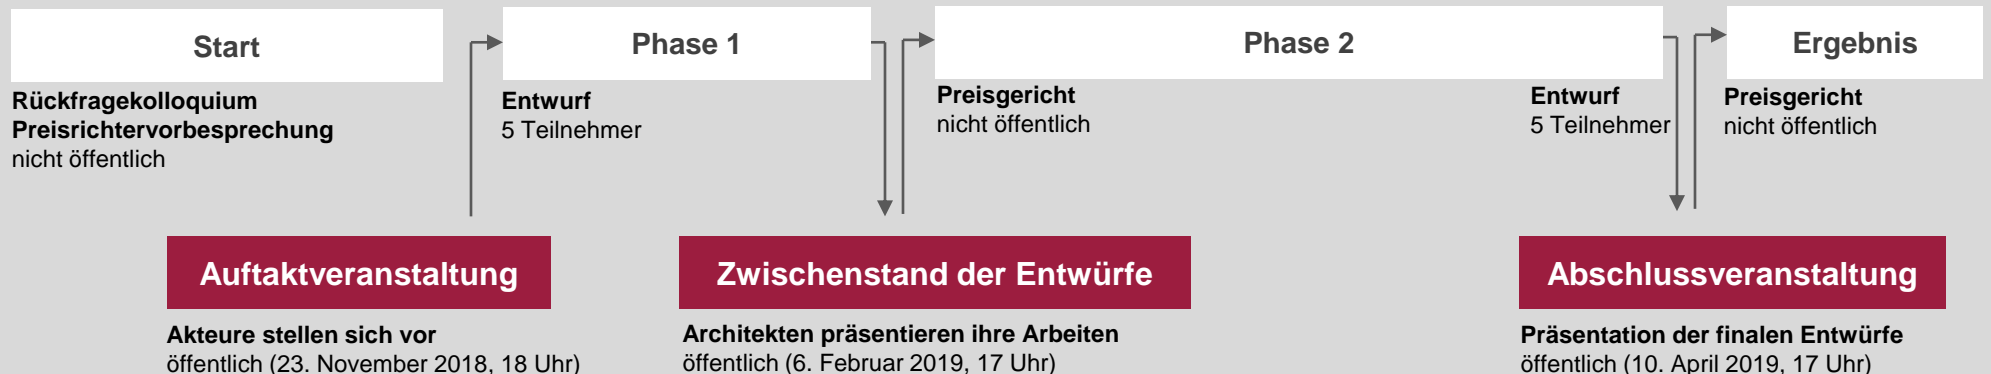 Start
Phase 1
Phase 2
Ergebnis
Rückfragekolloquium
Preisrichtervorbesprechung
nicht öffentlich
Entwurf
5 Teilnehmer
Preisgericht
nicht öffentlich
Entwurf
5 Teilnehmer
Preisgericht
nicht öffentlich
Auftaktveranstaltung
Zwischenstand der Entwürfe
Abschlussveranstaltung
Akteure stellen sich vor
öffentlich (23. November 2018, 18 Uhr)
Architekten präsentieren ihre Arbeiten
öffentlich (6. Februar 2019, 17 Uhr)
Präsentation der finalen Entwürfe
öffentlich (10. April 2019, 17 Uhr)